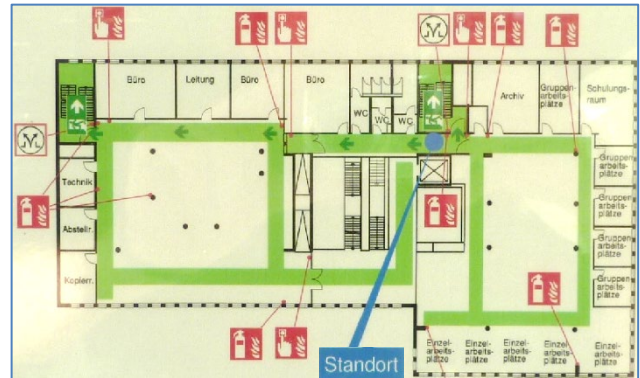 Büro
Leitung
Büro
Büro
WC
WC
WC
Archiv
Gruppen-
arbeits-
plätze
Schulungs-
raum
Technik
Abstellr.
Kopierr.
Gruppen-
arbeits-
plätze
Gruppen-
arbeits-
plätze
Gruppen-
arbeits-
plätze
Gruppen-
arbeits-
plätze
Einzel-
arbeits-
plätze
Einzel-
arbeits-
plätze
Einzel-
arbeits-
plätze
Einzel-
arbeits-
plätze
Einzel-
arbeits-
plätze
Standort